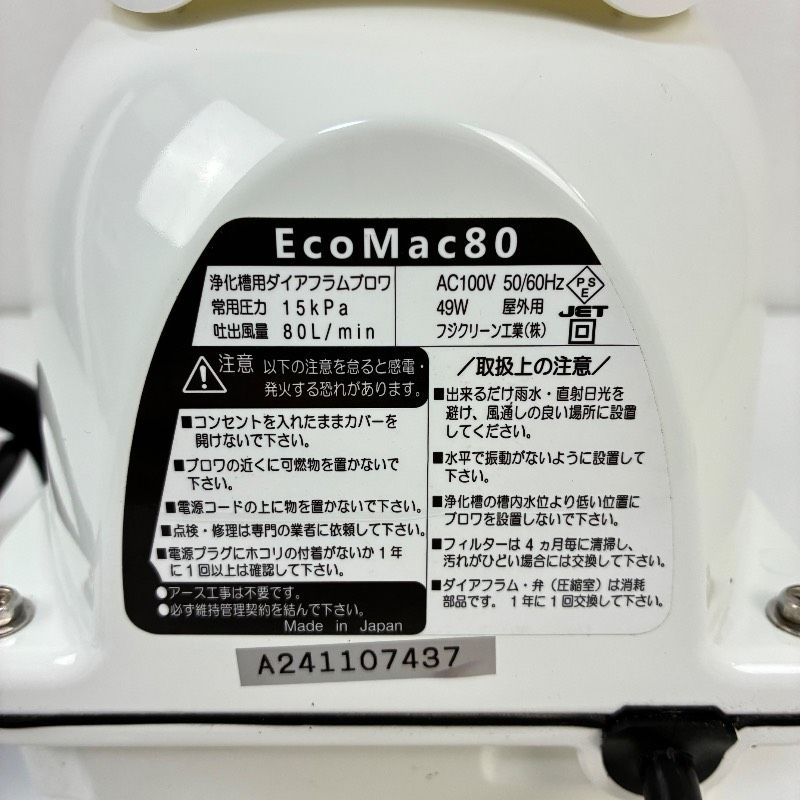 EcoMac80
浄化槽用ダイアフラムブロワ
常用圧力 15kPa
吐出風量 80L/min
AC100V 50/60Hz
49W 屋外用
フジクリーン工業(株)
PSE
JET
注意 以下の注意を怠ると感電・
発火する恐れがあります。
■コンセントを入れたままカバーを
開けないで下さい。
■ブロワの近くに可燃物を置かないで
下さい。
■電源コードの上に物を置かないで下さい。
■点検・修理は専門の業者に依頼して下さい。
■電源プラグにホコリの付着がないか1年
に1回以上は確認して下さい。
●アース工事は不要です。
●必ず維持管理契約を結んで下さい。
Made in Japan
/取扱上の注意/
■出来るだけ雨水・直射日光を
避け、風通しの良い場所に設置
してください。
■水平で振動がないように設置して
下さい。
■浄化槽の槽内水位より低い位置に
ブロワを設置しないで下さい。
■フィルターは4ヵ月毎に清掃し、
汚れがひどい場合には交換して下さい。
■ダイアフラム・弁(圧縮室)は消耗
部品です。1年に1回交換して下さい。
A241107437